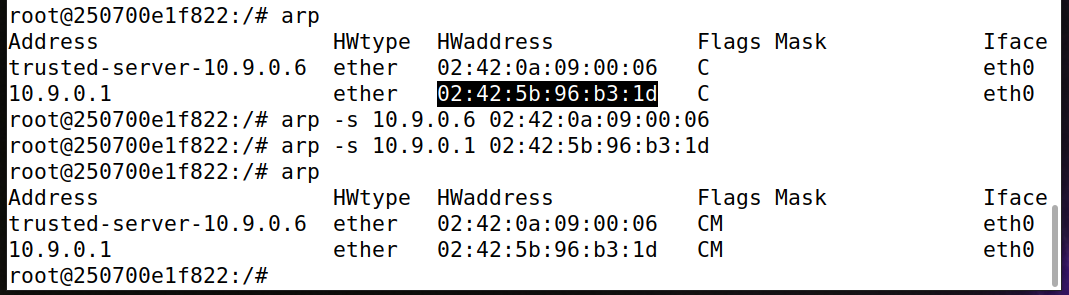 root@250700e1f822:/# arp
Address                  HWtype  HWaddress           Flags Mask            Iface
trusted-server-10.9.0.6  ether   02:42:0a:09:00:06   C                     eth0
10.9.0.1                 ether   02:42:5b:96:b3:1d   C                     eth0
root@250700e1f822:/# arp -s 10.9.0.6 02:42:0a:09:00:06
root@250700e1f822:/# arp -s 10.9.0.1 02:42:5b:96:b3:1d
root@250700e1f822:/# arp
Address                  HWtype  HWaddress           Flags Mask            Iface
trusted-server-10.9.0.6  ether   02:42:0a:09:00:06   CM                    eth0
10.9.0.1                 ether   02:42:5b:96:b3:1d   CM                    eth0
root@250700e1f822:/#